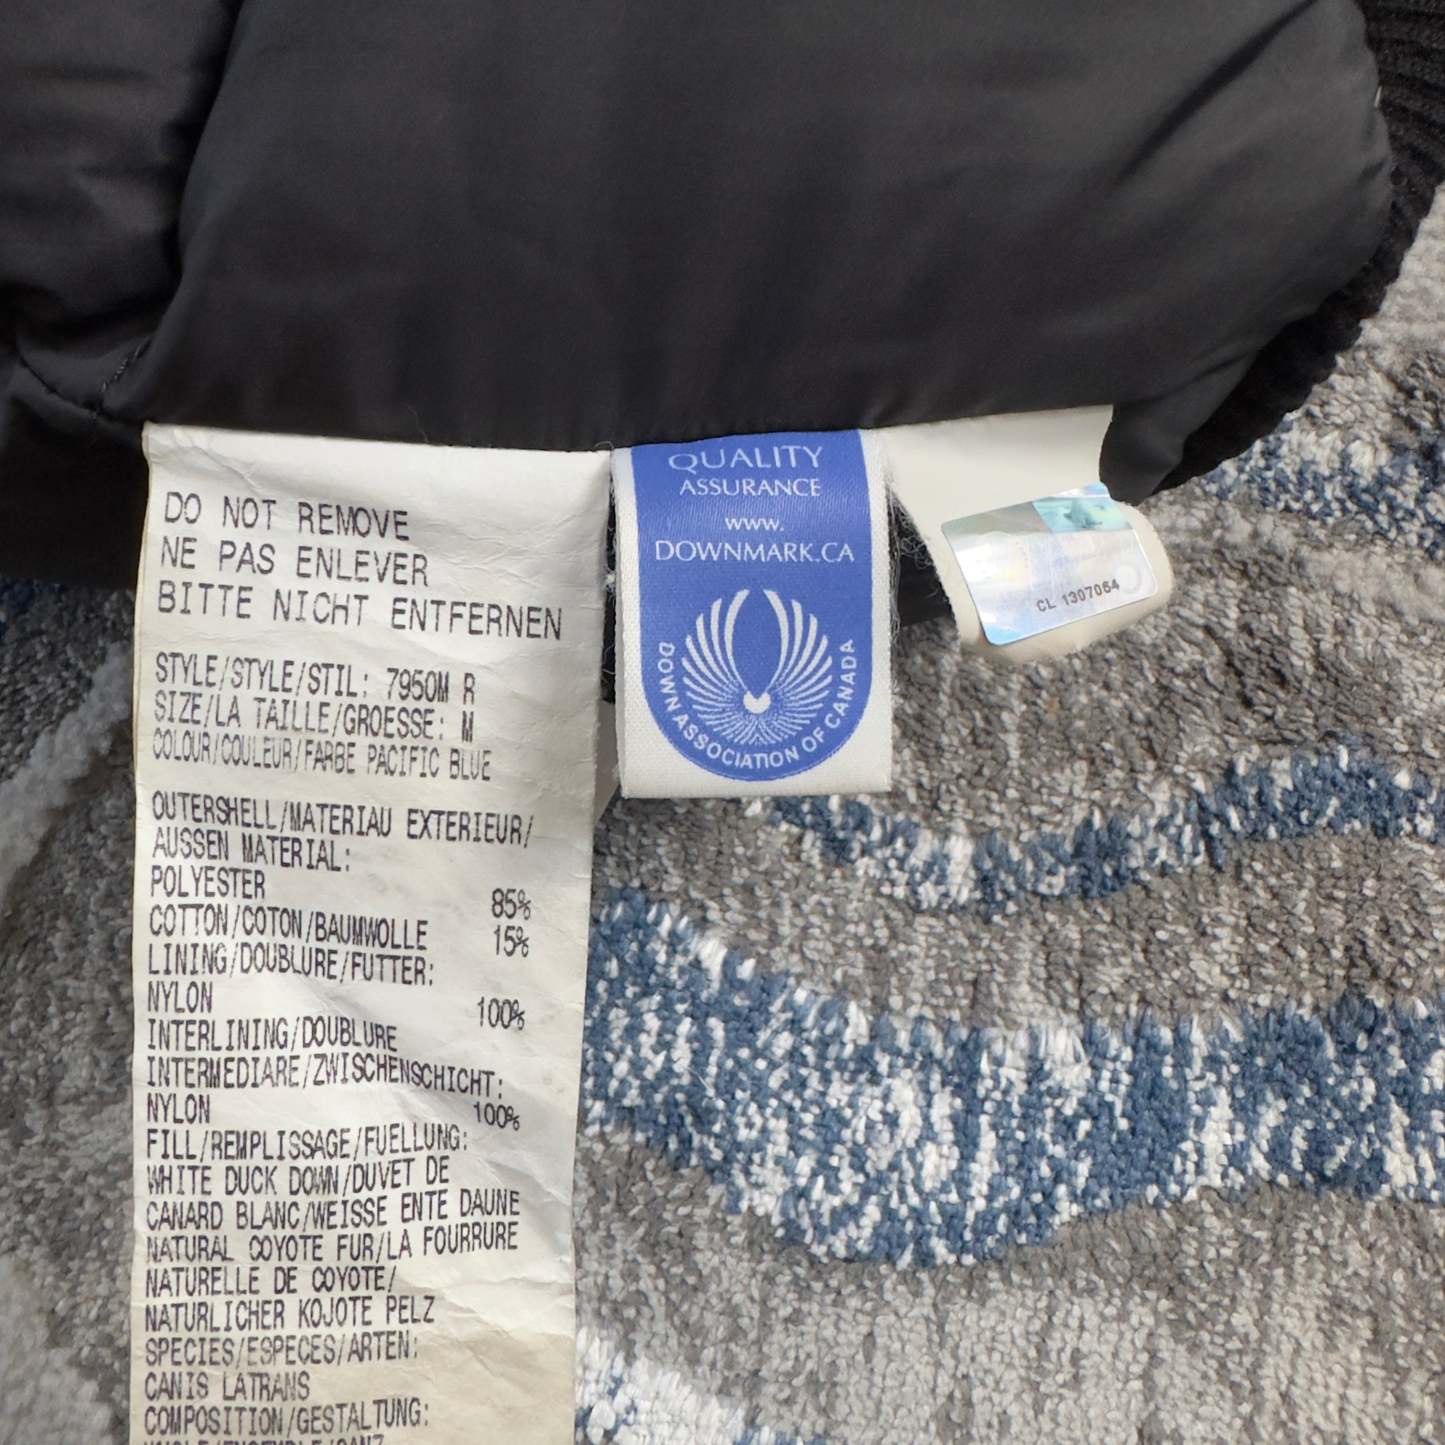 DO NOT REMOVE
NE PAS ENLEVER
BITTE NICHT ENTFERNEN
STYLE/STYLE/STIL: 7950M R
SIZE/LA TAILLE/GROESSE: M
COLOUR/COULEUR/FARBE PACIFIC BLUE
OUTERSHELL/MATERIAU EXTERIEUR/
AUSSEN MATERIAL:
POLYESTER 85%
COTTON/COTON/BAUMWOLLE 15%
LINING/DOUBLURE/FUTTER:
NYLON 100%
INTERLINING/DOUBLURE
INTERMEDIARE/ZWISCHENSCHICHT:
NYLON 100%
FILL/REMPLISSAGE/FUELLUNG:
WHITE DUCK DOWN/DUVET DE
CANARD BLANC/WEISSE ENTE DAUNE
NATURAL COYOTE FUR/LA FOURRURE
NATURELLE DE COYOTE/
NATURLICHER KOJOTE PELZ
SPECIES/ESPECES/ARTEN:
CANIS LATRANS
COMPOSITION/GESTALTUNG:
QUALITY
ASSURANCE
www.
DOWNMARK.CA
DOWN ASSOCIATION OF CANADA
CL 1307064